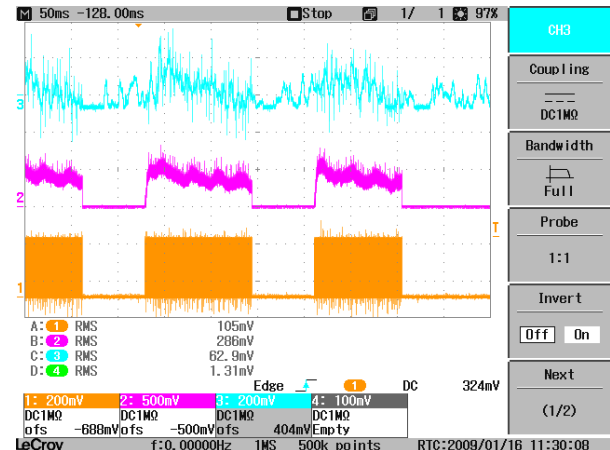 M 50ms -128.00ms Stop 1/ 1 97%
CH3
Coupling
DC1MΩ
Bandwidth
Full
Probe
1:1
Invert
Off On
Next
(1/2)
3
2
T
1
A: 1 RMS 105mV
B: 2 RMS 286mV
C: 3 RMS 62.9mV
D: 4 RMS 1.31mV
Edge 1 DC 324mV
1: 200mV 2: 500mV 3: 200mV 4: 100mV
DC1MΩ DC1MΩ DC1MΩ DC1MΩ
ofs -688mV ofs -500mV ofs 404mV Empty
LeCroy f:0.00000Hz 1MS 500k points RTC:2009/01/16 11:30:08